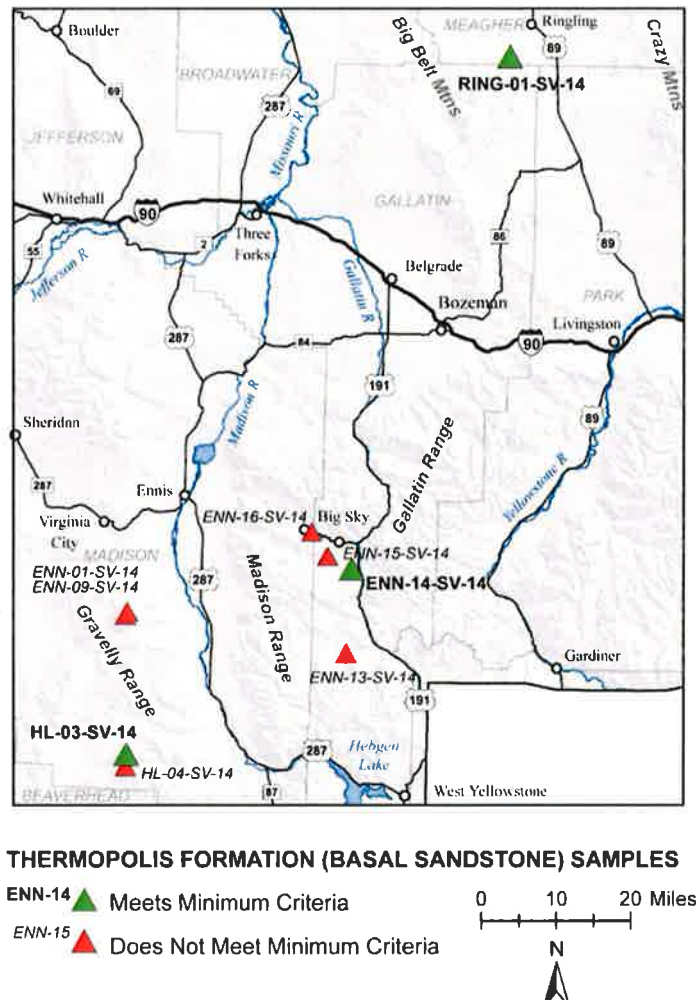 Boulder
MEAGHER
Ringling
89
Big Belt Mtns
Crazy Mtns
RING-01-SV-14
BROADWATER
69
287
Missouri R
JEFFERSON
Whitehall
90
GALLATIN
Three
Forks
2
55
Jefferson R
86
89
Gallatin R
Belgrade
PARK
Bozeman
Livingston
287
84
90
191
Madison R
89
Sheridan
Gallatin Range
Yellowstone R
287
Ennis
ENN-16-SV-14
Big Sky
Virginia
City
MADISON
ENN-15-SV-14
ENN-01-SV-14
ENN-09-SV-14
287
ENN-14-SV-14
Madison Range
Gravelly Range
Gardiner
ENN-13-SV-14
191
HL-03-SV-14
287
Hebgen
Lake
HL-04-SV-14
BEAVERHEAD
87
West Yellowstone
THERMOPOLIS FORMATION (BASAL SANDSTONE) SAMPLES
ENN-14 Meets Minimum Criteria
0 10 20 Miles
ENN-15 Does Not Meet Minimum Criteria
N